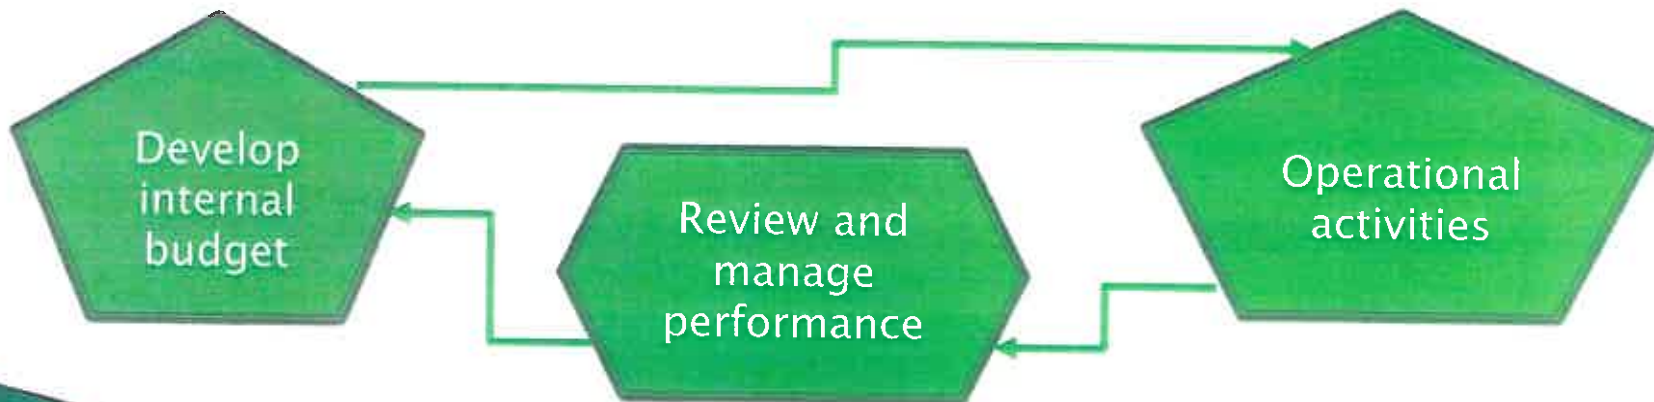 Develop
internal
budget
Review and
manage
performance
Operational
activities